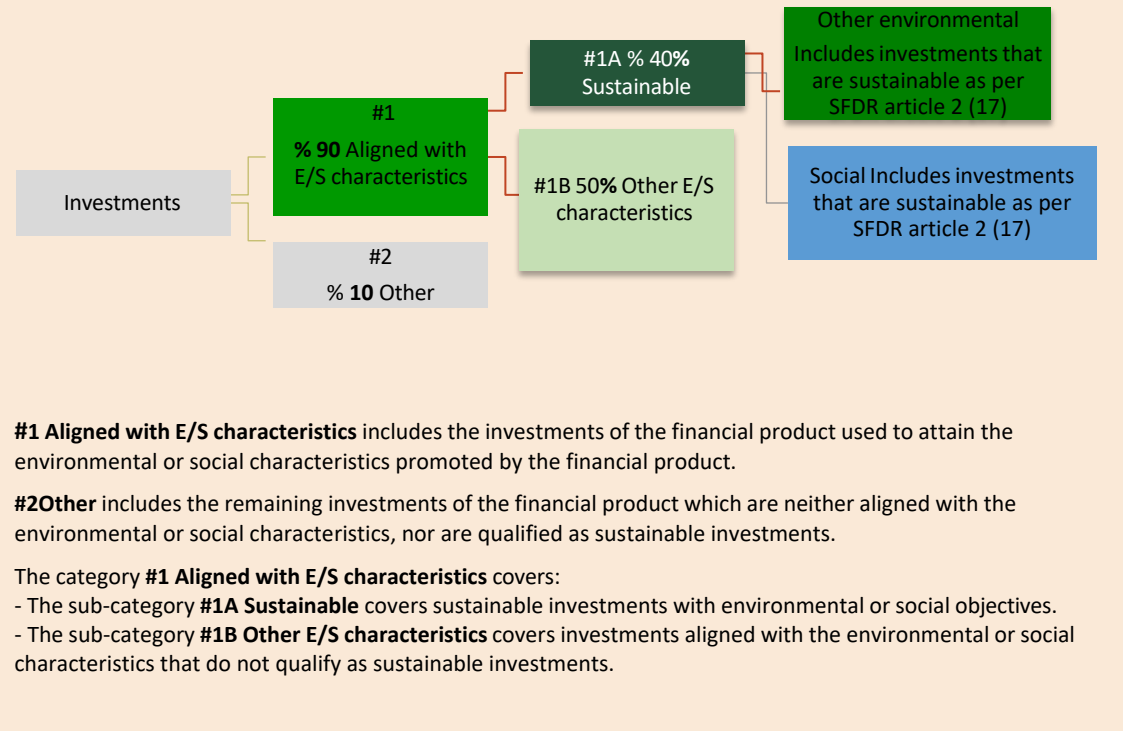 Investments
#1
% 90 Aligned with
E/S characteristics
#2
% 10 Other
#1A % 40%
Sustainable
#1B 50% Other E/S
characteristics
Other environmental
Includes investments that
are sustainable as per
SFDR article 2 (17)
Social Includes investments
that are sustainable as per
SFDR article 2 (17)
#1 Aligned with E/S characteristics includes the investments of the financial product used to attain the
environmental or social characteristics promoted by the financial product.
#2Other includes the remaining investments of the financial product which are neither aligned with the
environmental or social characteristics, nor are qualified as sustainable investments.
The category #1 Aligned with E/S characteristics covers:
- The sub-category #1A Sustainable covers sustainable investments with environmental or social objectives.
- The sub-category #1B Other E/S characteristics covers investments aligned with the environmental or social
characteristics that do not qualify as sustainable investments.